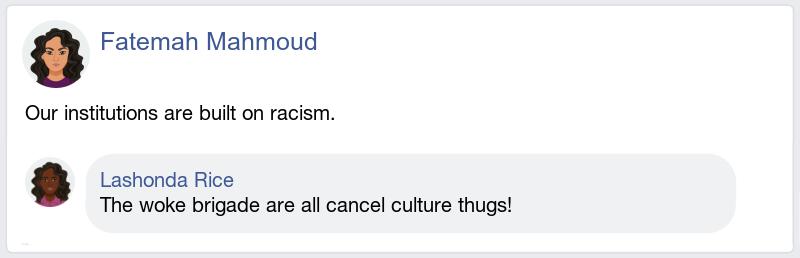 Fatemah Mahmoud
Our institutions are built on racism.
Lashonda Rice
The woke brigade are all cancel culture thugs!